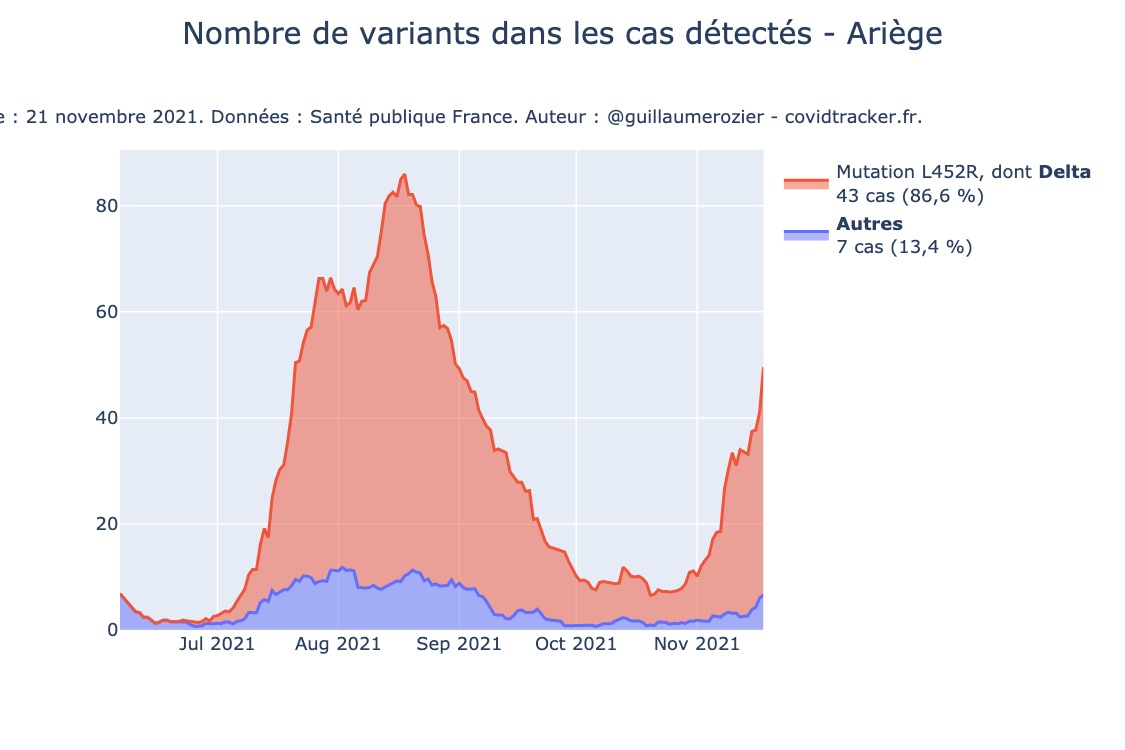 Nombre de variants dans les cas détectés - Ariège
: 21 novembre 2021. Données : Santé publique France. Auteur : @guillaumerozier - covidtracker.fr.
Mutation L452R, dont Delta
43 cas (86,6 %)
Autres
7 cas (13,4 %)
80
60
40
20
0
Jul 2021
Aug 2021
Sep 2021
Oct 2021
Nov 2021